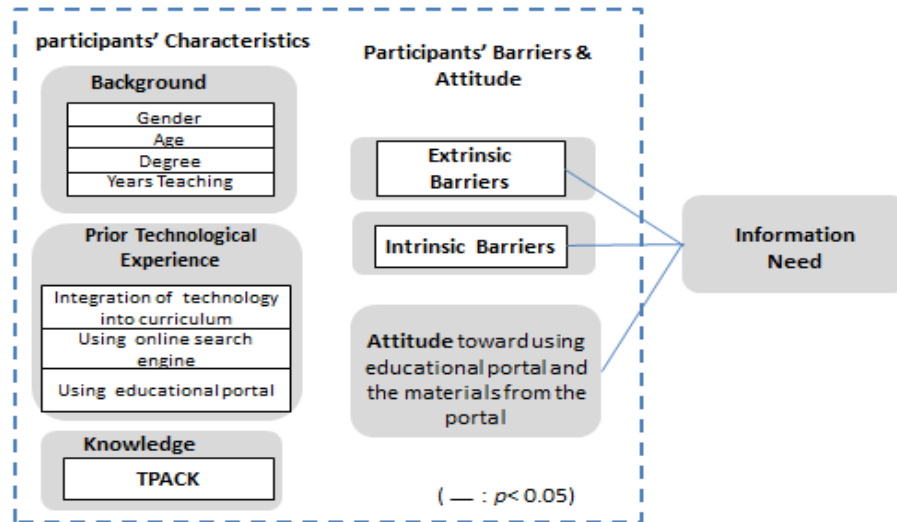 participants' Characteristics
Background
Gender
Age
Degree
Years Teaching
Prior Technological
Experience
Integration of technology
into curriculum
Using online search
engine
Using educational portal
Knowledge
TPACK
Participants' Barriers &
Attitude
Extrinsic
Barriers
Intrinsic Barriers
Attitude toward using
educational portal and
the materials from the
portal
( — : p< 0.05)
Information
Need